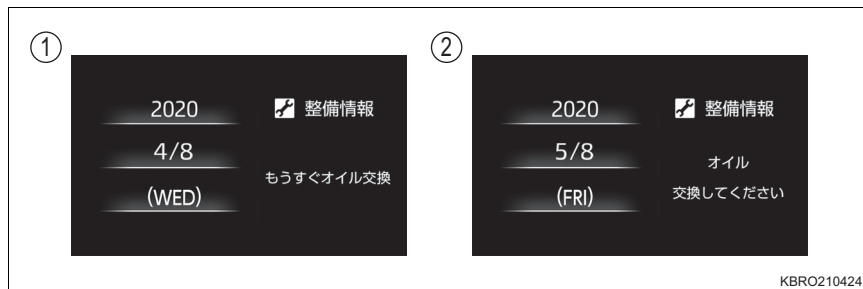 ①
2020
整備情報
4/8
もうすぐオイル交換
(WED)
②
2020
整備情報
5/8
オイル
交換してください
(FRI)
KBRO210424